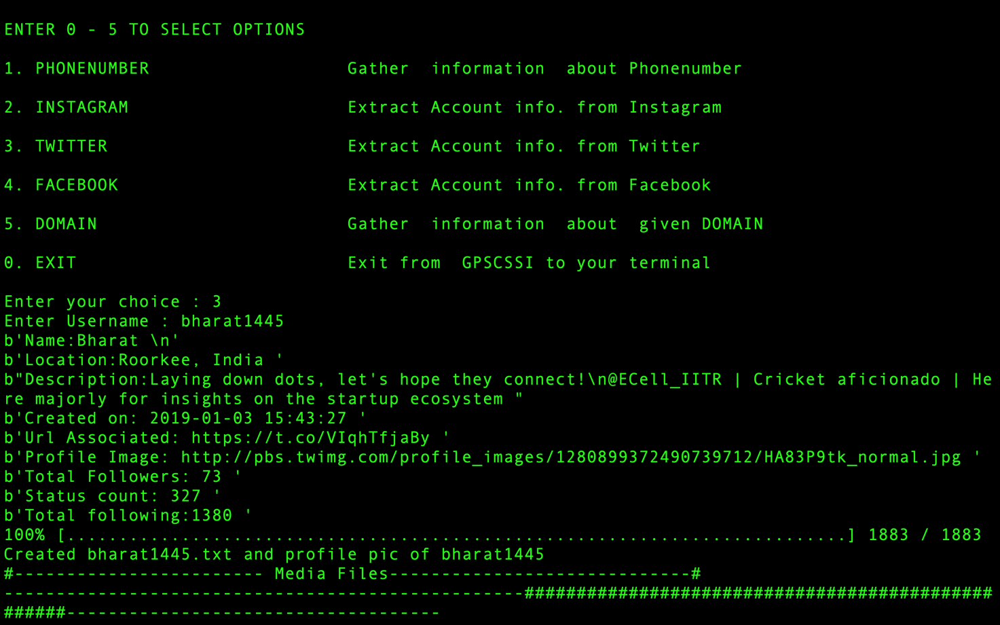 ENTER 0 - 5 TO SELECT OPTIONS
1. PHONENUMBER Gather information about Phonenumber
2. INSTAGRAM Extract Account info. from Instagram
3. TWITTER Extract Account info. from Twitter
4. FACEBOOK Extract Account info. from Facebook
5. DOMAIN Gather information about given DOMAIN
0. EXIT Exit from GPSCSSI to your terminal
Enter your choice : 3
Enter Username : bharat1445
b'Name:Bharat \n'
b'Location:Roorkee, India '
b"Description:Laying down dots, let's hope they connect!\n@ECell_IITR | Cricket aficionado | He
re majorly for insights on the startup ecosystem "
b'Created on: 2019-01-03 15:43:27 '
b'Url Associated: https://t.co/VIqhTfjaBy '
b'Profile Image: http://pbs.twimg.com/profile_images/1280899372490739712/HA83P9tk_normal.jpg '
b'Total Followers: 73 '
b'Status count: 327 '
b'Total following:1380 '
100% [...........................................................................] 1883 / 1883
Created bharat1445.txt and profile pic of bharat1445
#------------------------ Media Files-----------------------------#
--------------------------------------------------#############################################
######------------------------------------